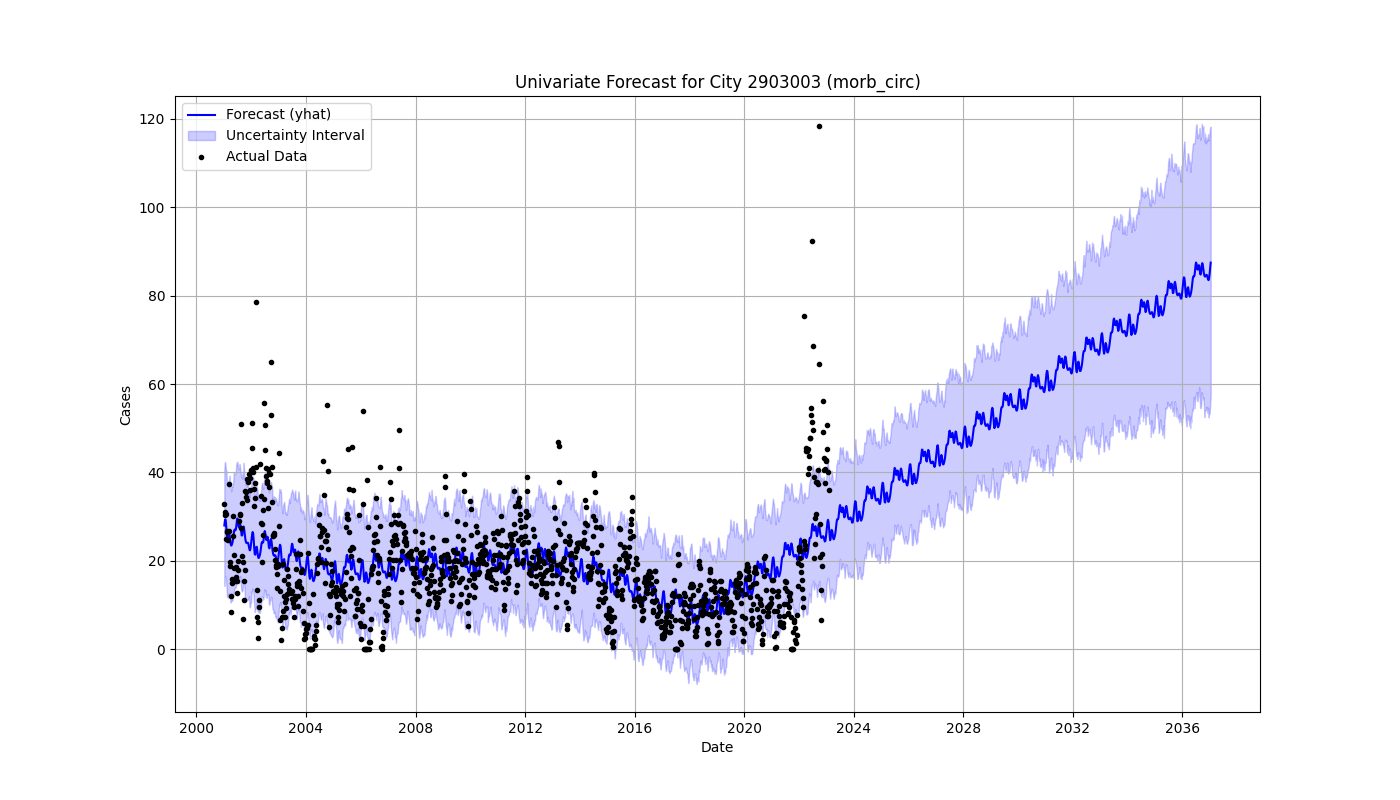 Univariate Forecast for City 2903003 (morb_circ)
Forecast (yhat)
Uncertainty Interval
Actual Data
120
100
80
60
40
20
0
Cases
2000 2004 2008 2012 2016 2020 2024 2028 2032 2036
Date